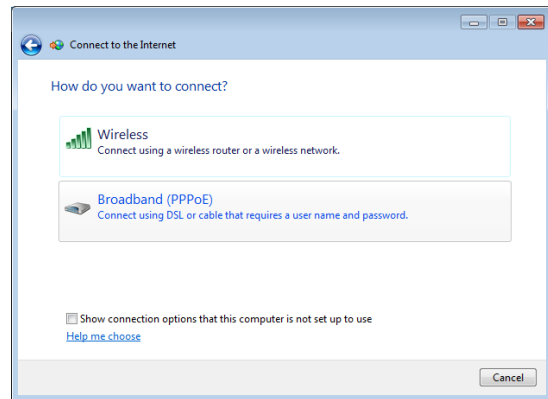 Connect to the Internet
How do you want to connect?
Wireless
Connect using a wireless router or a wireless network.
Broadband (PPPoE)
Connect using DSL or cable that requires a user name and password.
Show connection options that this computer is not set up to use
Help me choose
Cancel